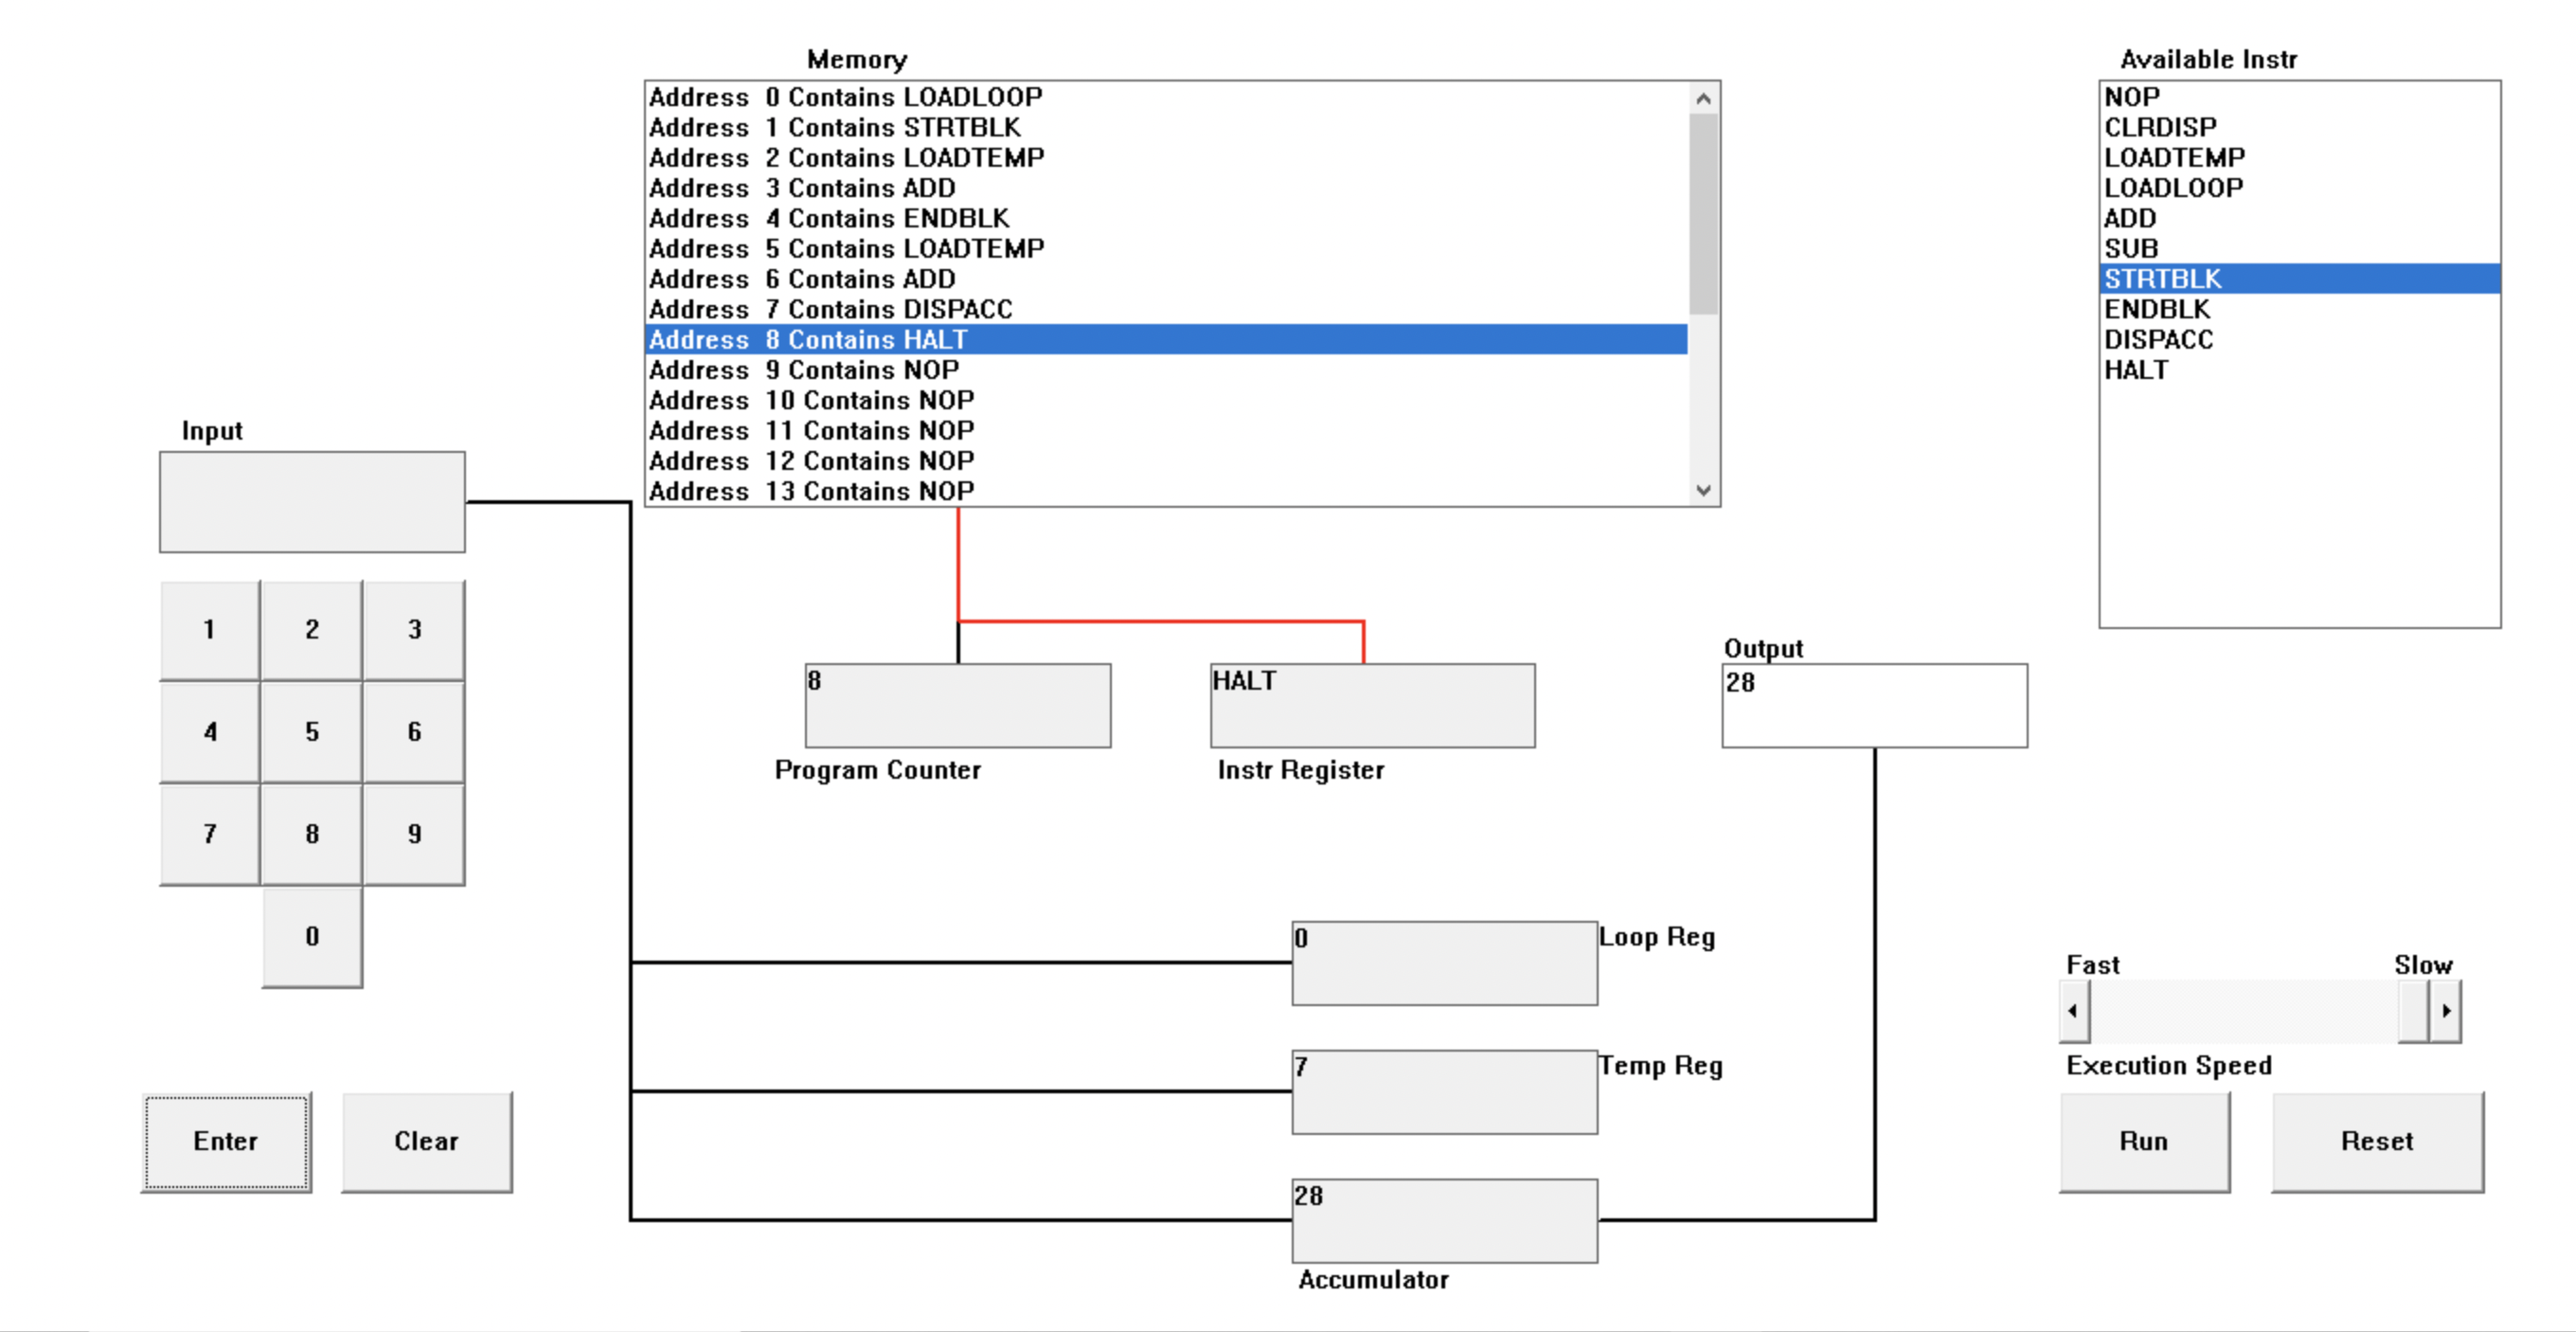 Memory
Address 0 Contains LOADLOOP
Address 1 Contains STRTBLK
Address 2 Contains LOADTEMP
Address 3 Contains ADD
Address 4 Contains ENDBLK
Address 5 Contains LOADTEMP
Address 6 Contains ADD
Address 7 Contains DISPACC
Address 8 Contains HALT
Address 9 Contains NOP
Address 10 Contains NOP
Address 11 Contains NOP
Address 12 Contains NOP
Address 13 Contains NOP
Available Instr
NOP
CLRDISP
LOADTEMP
LOADLOOP
ADD
SUB
STRTBLK
ENDBLK
DISPACC
HALT
Input
1 2 3
4 5 6
7 8 9
0
Enter Clear
8
Program Counter
HALT
Instr Register
Output
28
0
Loop Reg
7
Temp Reg
28
Accumulator
Fast Slow
Execution Speed
Run Reset